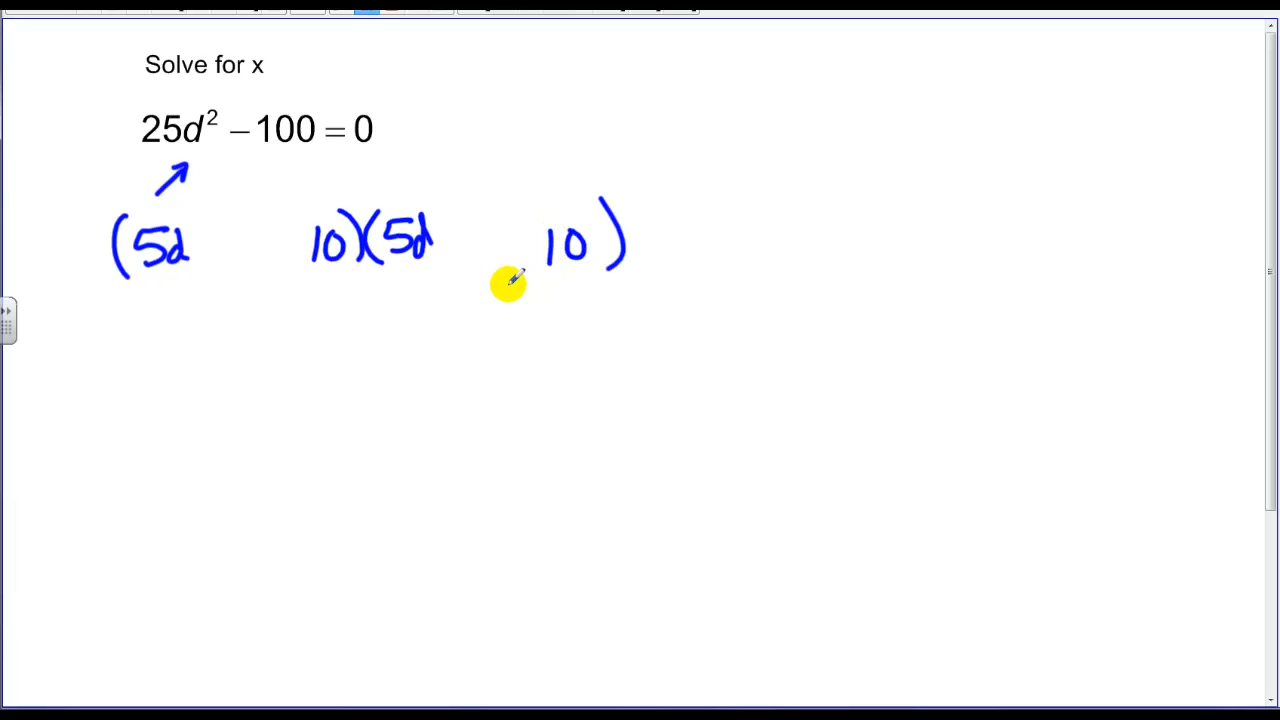 Solve for x
25d² − 100 = 0
(5d 10)(5d 10)